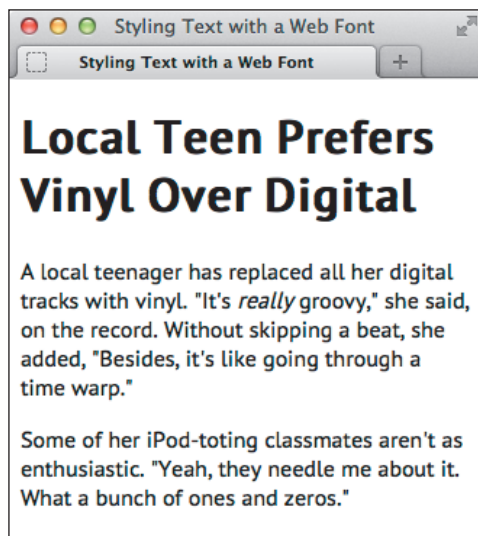 Styling Text with a Web Font
Styling Text with a Web Font
Local Teen Prefers
Vinyl Over Digital
A local teenager has replaced all her digital
tracks with vinyl. "It's really groovy," she said,
on the record. Without skipping a beat, she
added, "Besides, it's like going through a
time warp."
Some of her iPod-toting classmates aren't as
enthusiastic. "Yeah, they needle me about it.
What a bunch of ones and zeros."